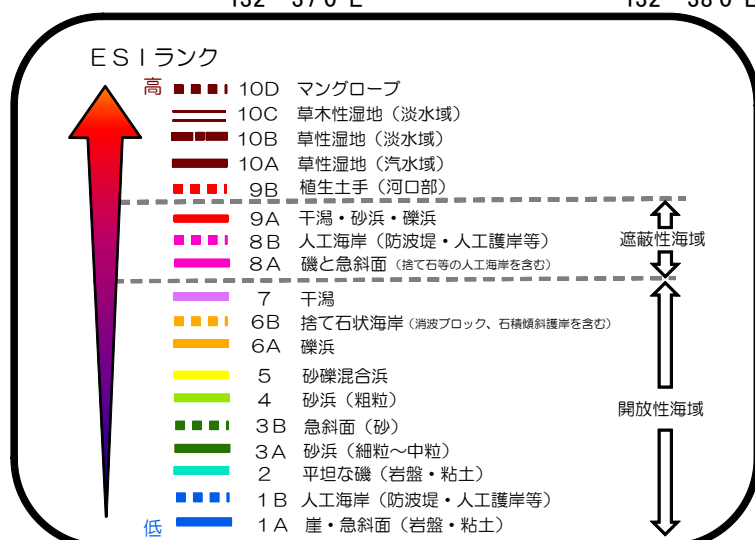 ESIランク
高 10D マングローブ
10C 草木性湿地（淡水域）
10B 草性湿地（淡水域）
10A 草性湿地（汽水域）
9B 植生土手（河口部）
9A 干潟・砂浜・礫浜
8B 人工海岸（防波堤・人工護岸等）
遮蔽性海域
8A 磯と急斜面（捨て石等の人工海岸を含む）
7 干潟
6B 捨て石状海岸（消波ブロック、石積傾斜護岸を含む）
6A 礫浜
5 砂礫混合浜
4 砂浜（粗粒）
開放性海域
3B 急斜面（砂）
3A 砂浜（細粒～中粒）
2 平坦な磯（岩盤・粘土）
1B 人工海岸（防波堤・人工護岸等）
低 1A 崖・急斜面（岩盤・粘土）